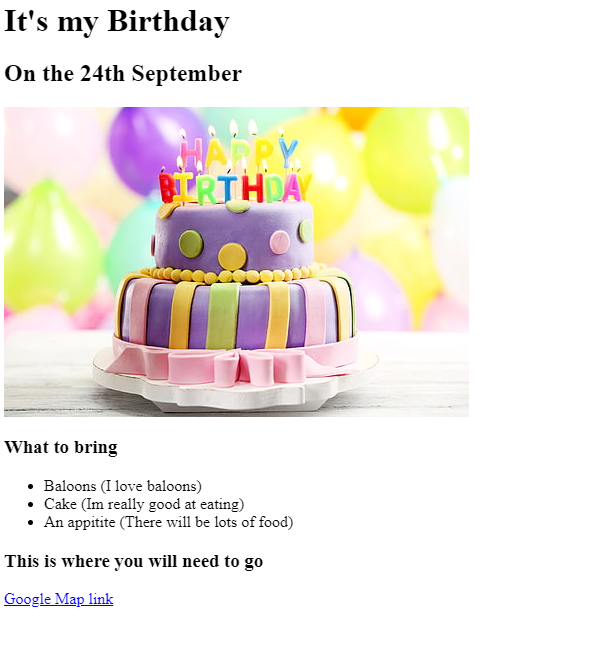 It's my Birthday
On the 24th September
HAPPY
BIRTHDAY
What to bring
Baloons (I love baloons)
Cake (Im really good at eating)
An appitite (There will be lots of food)
This is where you will need to go
Google Map link